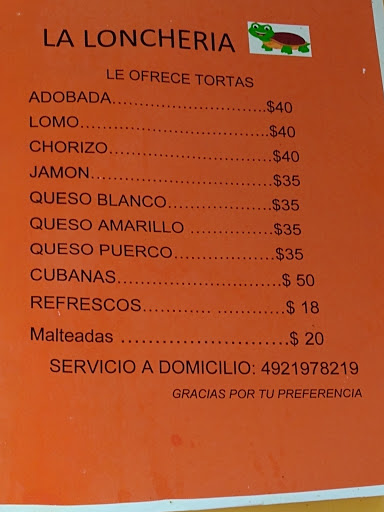 LA LONCHERIA
LE OFRECE TORTAS
ADOBADA.............................$40
LOMO...................................$40
CHORIZO..............................$40
JAMON..................................$35
QUESO BLANCO...................$35
QUESO AMARILLO ...............$35
QUESO PUERCO..................$35
CUBANAS.............................$ 50
REFRESCOS............ ............$ 18
Malteadas ...........................$ 20
SERVICIO A DOMICILIO: 4921978219
GRACIAS POR TU PREFERENCIA